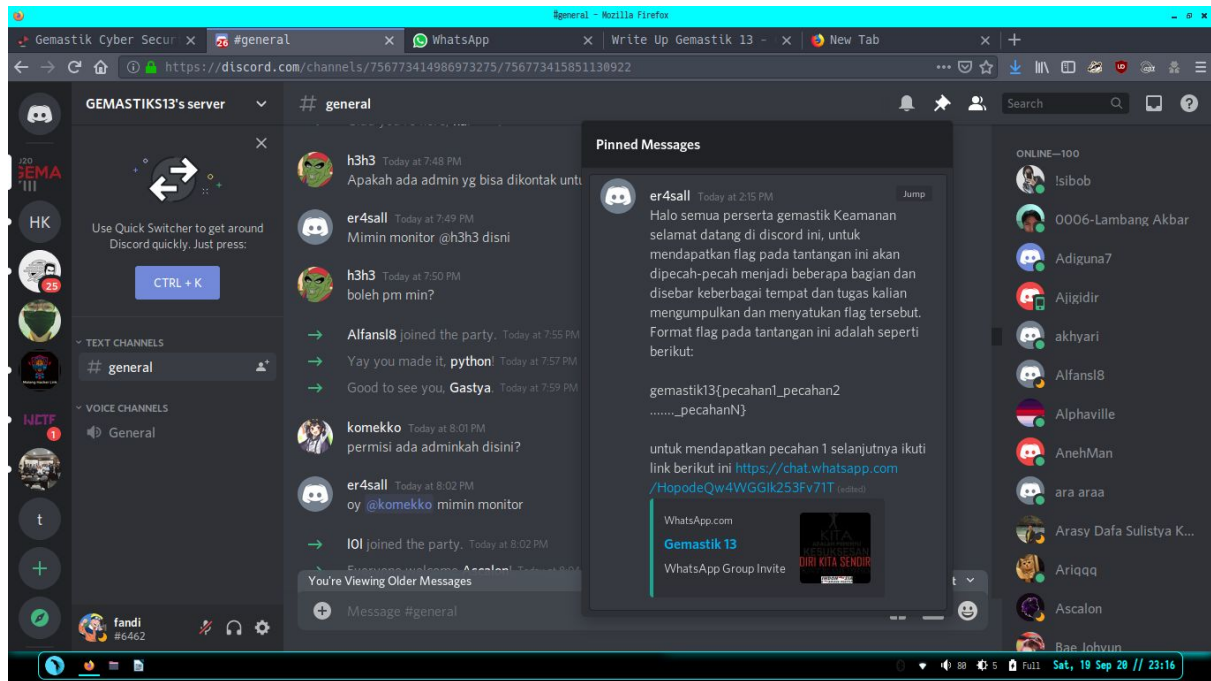 #general - Mozilla Firefox
Gemastik Cyber Secur
#general
WhatsApp
Write Up Gemastik 13 -
New Tab
https://discord.com/channels/756773414986973275/756773415851130922
GEMASTIKS13's server
# general
Search
HK
25
NCTF
1
t
Use Quick Switcher to get around
Discord quickly. Just press:
CTRL + K
TEXT CHANNELS
# general
VOICE CHANNELS
General
fandi
#6462
h3h3 Today at 7:48 PM
Apakah ada admin yg bisa dikontak untu
er4sall Today at 7:49 PM
Mimin monitor @h3h3 disni
h3h3 Today at 7:50 PM
boleh pm min?
Alfansl8 joined the party. Today at 7:55 PM
Yay you made it, python! Today at 7:57 PM
Good to see you, Gastya. Today at 7:59 PM
komekko Today at 8:01 PM
permisi ada adminkah disini?
er4sall Today at 8:02 PM
oy @komekko mimin monitor
lOl joined the party. Today at 8:02 PM
You're Viewing Older Messages
Message #general
Pinned Messages
er4sall Today at 2:15 PM
Jump
Halo semua perserta gemastik Keamanan
selamat datang di discord ini, untuk
mendapatkan flag pada tantangan ini akan
dipecah-pecah menjadi beberapa bagian dan
disebar keberbagai tempat dan tugas kalian
mengumpulkan dan menyatukan flag tersebut.
Format flag pada tantangan ini adalah seperti
berikut:
gemastik13{pecahan1_pecahan2
......._pecahanN}
untuk mendapatkan pecahan 1 selanjutnya ikuti
link berikut ini https://chat.whatsapp.com
/HopodeQw4WGGIk253Fv71T (edited)
WhatsApp.com
Gemastik 13
WhatsApp Group Invite
KITA
KESUKSESAN
DIRI KITA SENDIRI
ONLINE—100
!sibob
0006-Lambang Akbar
Adiguna7
Ajigidir
akhyari
Alfansl8
Alphaville
AnehMan
ara araa
Arasy Dafa Sulistya K...
Ariqqq
Ascalon
Bae Johyun
80
5
Full
Sat, 19 Sep 20 // 23:16